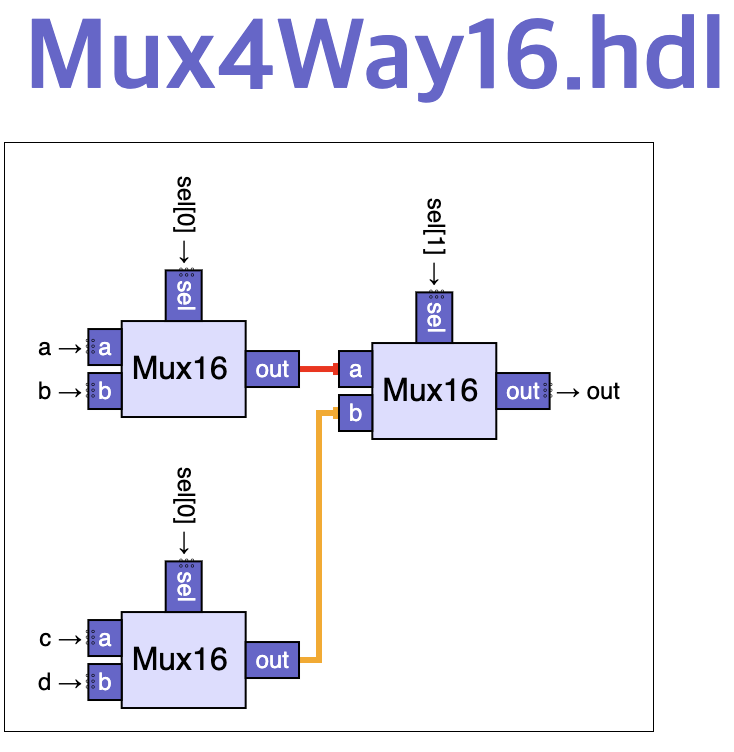 Mux4Way16.hdl
sel[0]
sel
a → a
b → b
Mux16
out
sel[1]
sel
a
b
Mux16
out → out
sel[0]
sel
c → a
d → b
Mux16
out